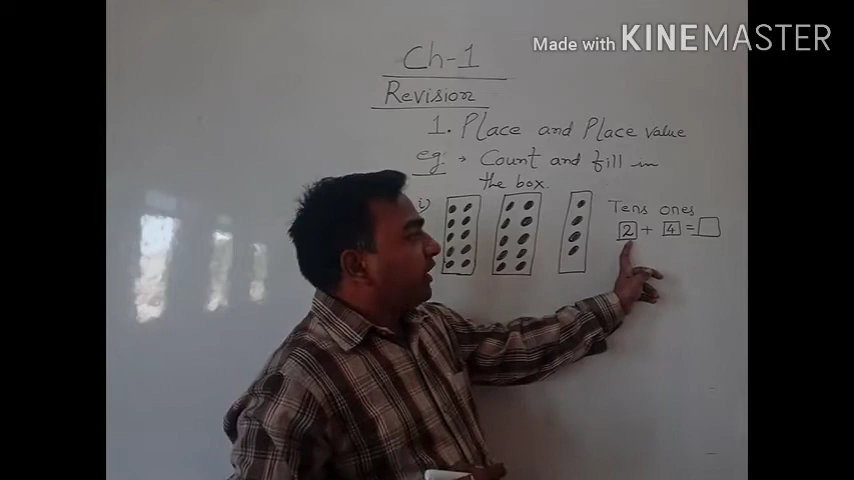 Made with KINEMASTER
Ch-1
Revision
1. Place and Place value
eg: → Count and fill in
the box.
i) Tens ones
2 + 4 =